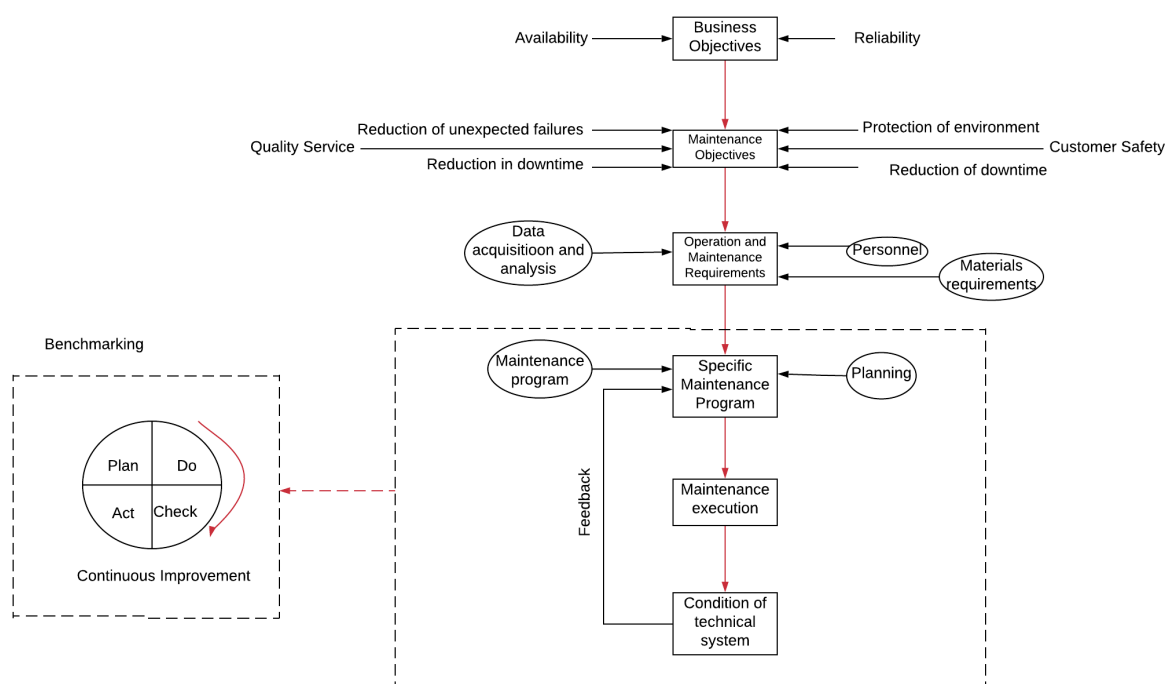 Business
Objectives
Availability
Reliability
Reduction of unexpected failures
Protection of environment
Quality Service
Maintenance
Objectives
Customer Safety
Reduction in downtime
Reduction of downtime
Data
acquisitioon and
analysis
Operation and
Maintenance
Requirements
Personnel
Materials
requirements
Benchmarking
Maintenance
program
Specific
Maintenance
Program
Planning
Plan
Do
Act
Check
Continuous Improvement
Feedback
Maintenance
execution
Condition of
technical
system